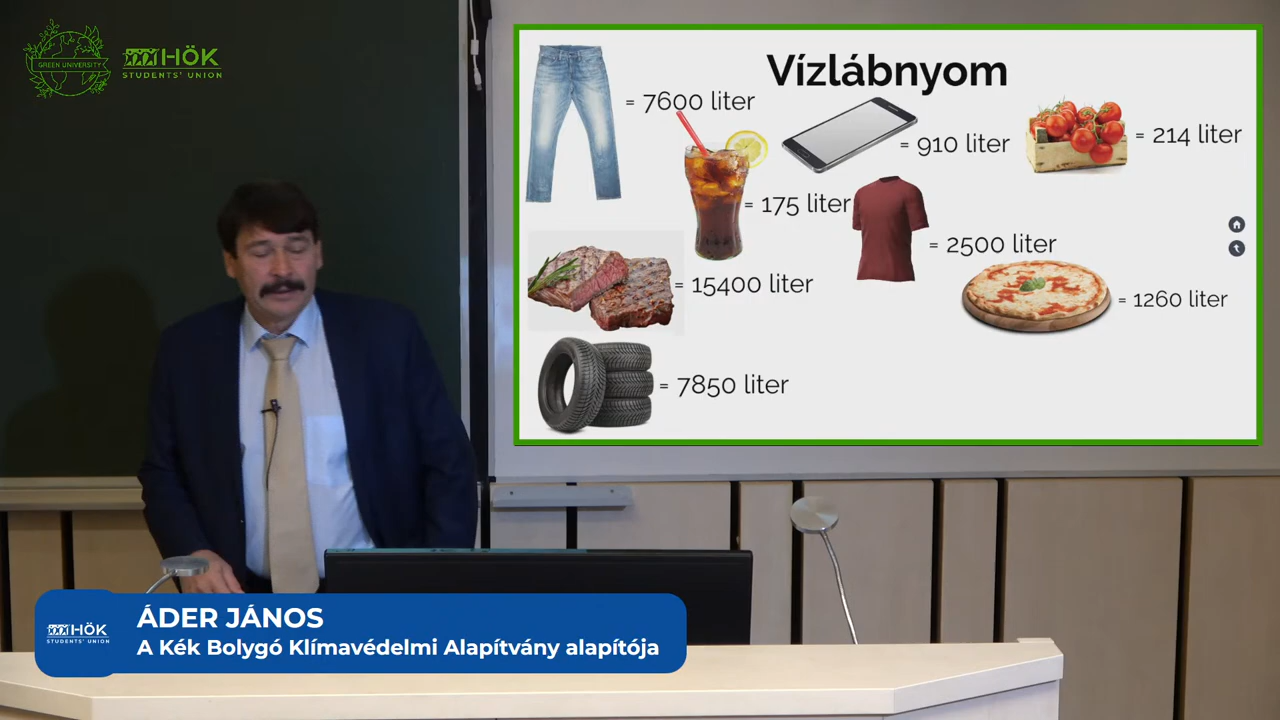 GREEN UNIVERSITY
HÖK
STUDENTS' UNION
Vízlábnyom
= 7600 liter
= 910 liter
= 214 liter
= 175 liter
= 2500 liter
= 15400 liter
= 1260 liter
= 7850 liter
HÖK
STUDENTS' UNION
ÁDER JÁNOS
A Kék Bolygó Klímavédelmi Alapítvány alapítója